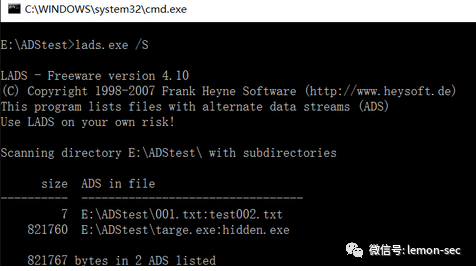 C:\WINDOWS\system32\cmd.exe
E:\ADStest>lads.exe /S
LADS - Freeware version 4.10
(C) Copyright 1998-2007 Frank Heyne Software (http://www.heysoft.de)
This program lists files with alternate data streams (ADS)
Use LADS on your own risk!
Scanning directory E:\ADStest\ with subdirectories
size  ADS in file
----------  ---------------------------------
7  E:\ADStest\001.txt:test002.txt
821760  E:\ADStest\targe.exe:hidden.exe
821767 bytes in 2 ADS listed
微信号: lemon-sec